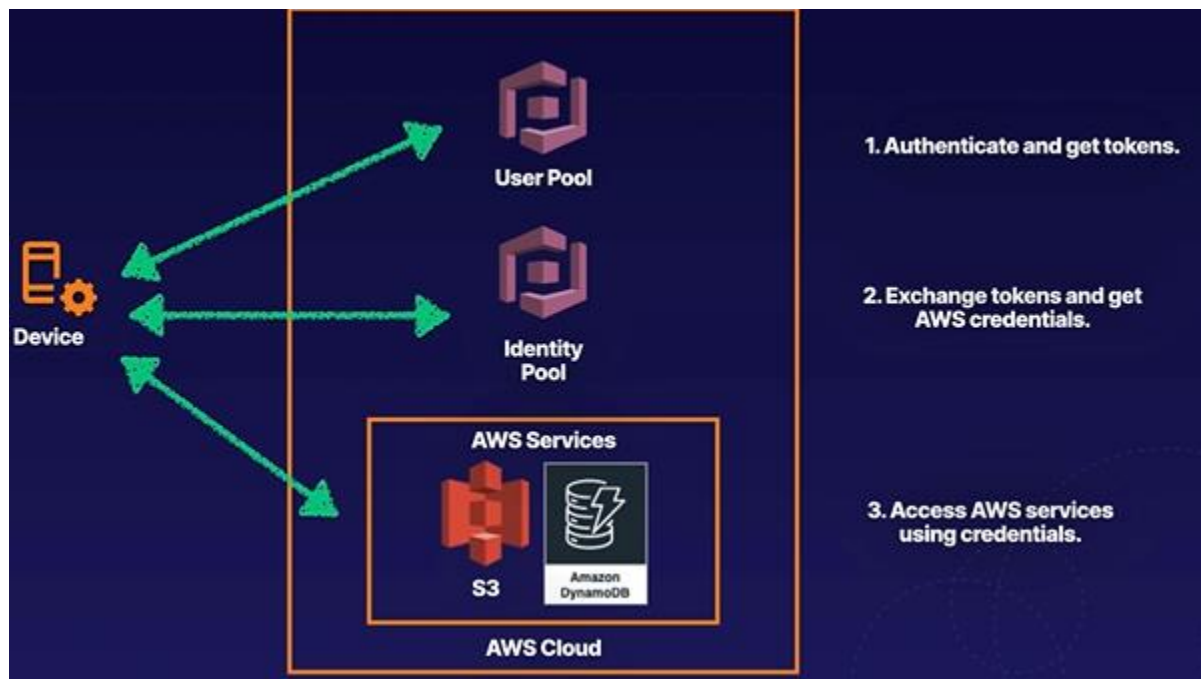 User Pool
1. Authenticate and get tokens.
Device
Identity
Pool
2. Exchange tokens and get
AWS credentials.
AWS Services
S3
Amazon
DynamoDB
3. Access AWS services
using credentials.
AWS Cloud